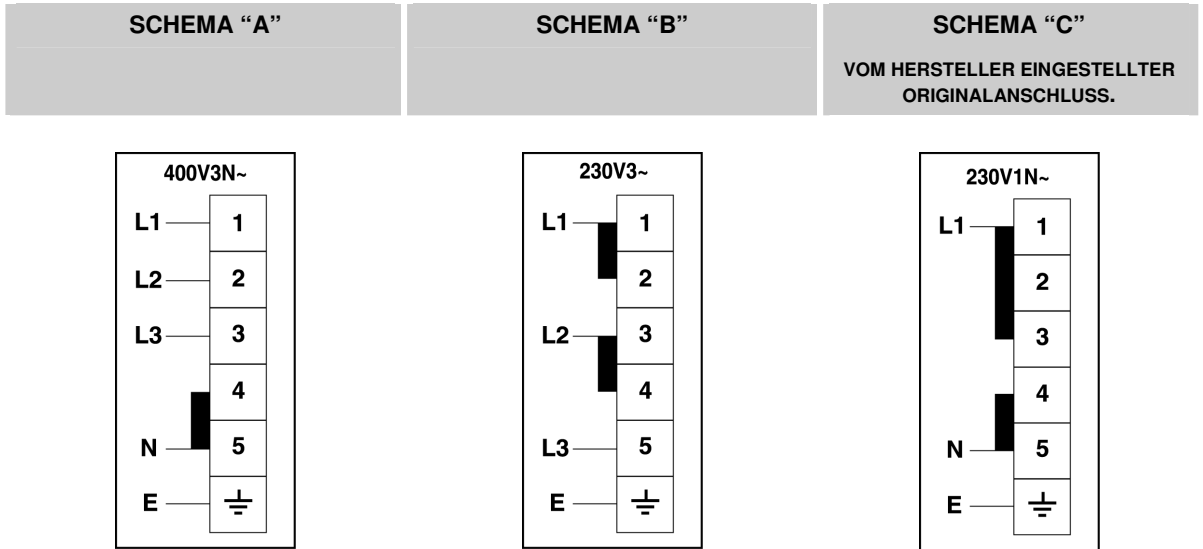 SCHEMA “A”
SCHEMA “B”
SCHEMA “C”
VOM HERSTELLER EINGESTELLTER
ORIGINALANSCHLUSS.
400V3N~
L1 1
L2 2
L3 3
4
N 5
E
230V3~
L1 1
2
L2 3
4
L3 5
E
230V1N~
L1 1
2
3
4
N 5
E